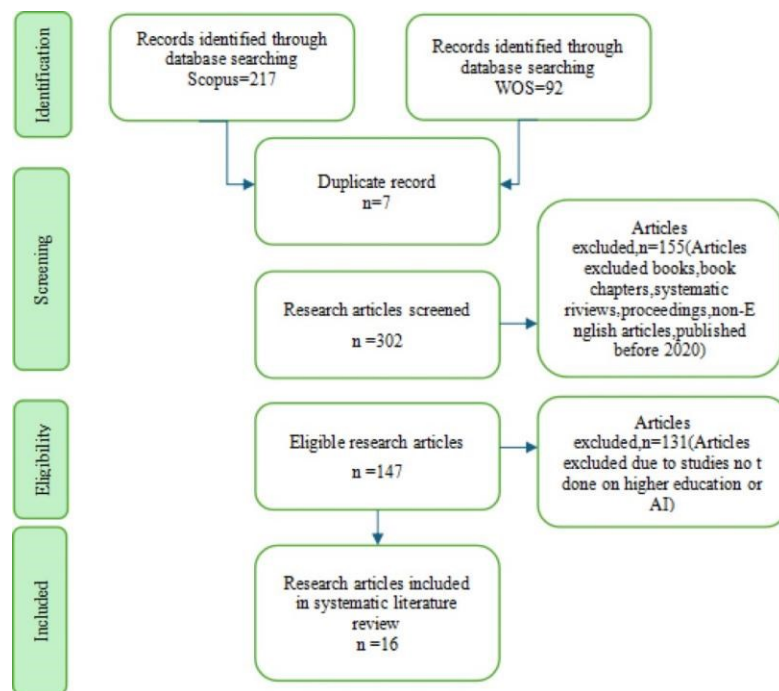 Identification
Records identified through
database searching
Scopus=217
Records identified through
database searching
WOS=92
Screening
Duplicate record
n=7
Research articles screened
n =302
Articles
excluded,n=155(Articles
excluded books,book
chapters,systematic
riviews,proceedings,non-E
nglish articles,published
before 2020)
Eligibility
Eligible research articles
n =147
Articles
excluded,n=131(Articles
excluded due to studies no t
done on higher education or
AI)
Included
Research articles included
in systematic literature
review
n =16